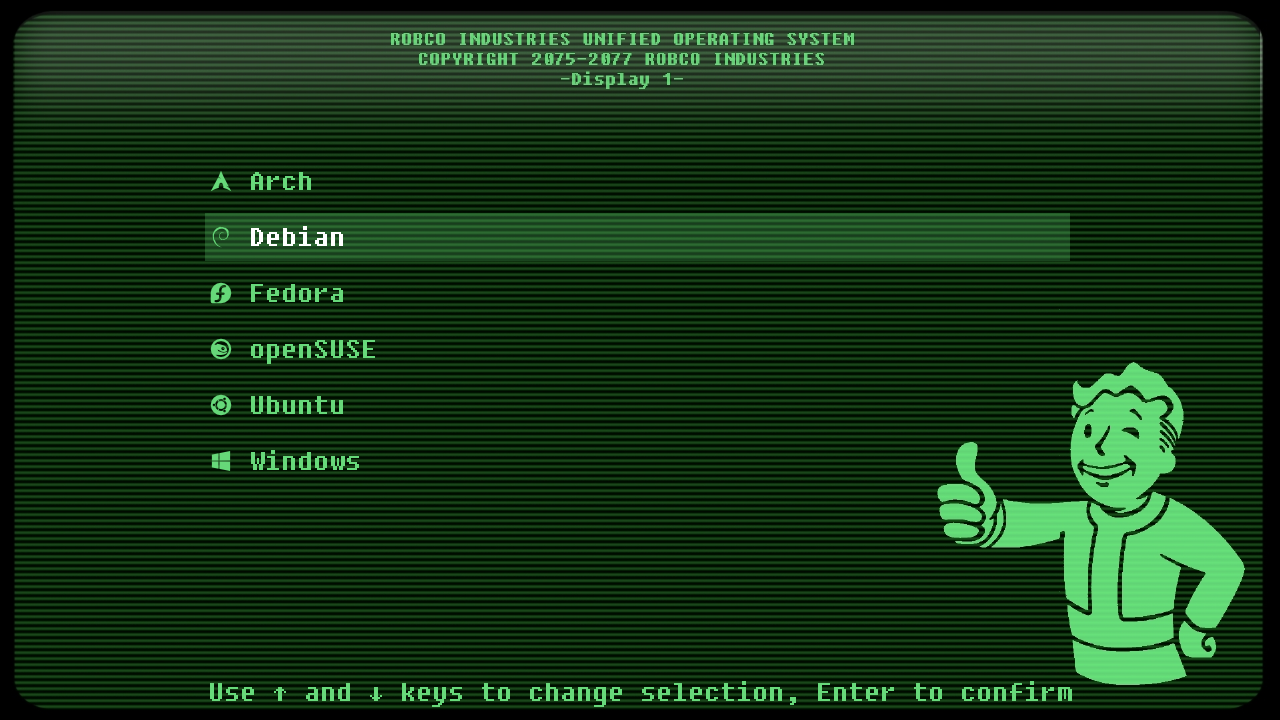 ROBCO INDUSTRIES UNIFIED OPERATING SYSTEM
COPYRIGHT 2075-2077 ROBCO INDUSTRIES
-Display 1-
Arch
Debian
Fedora
openSUSE
Ubuntu
Windows
Use ↑ and ↓ keys to change selection, Enter to confirm